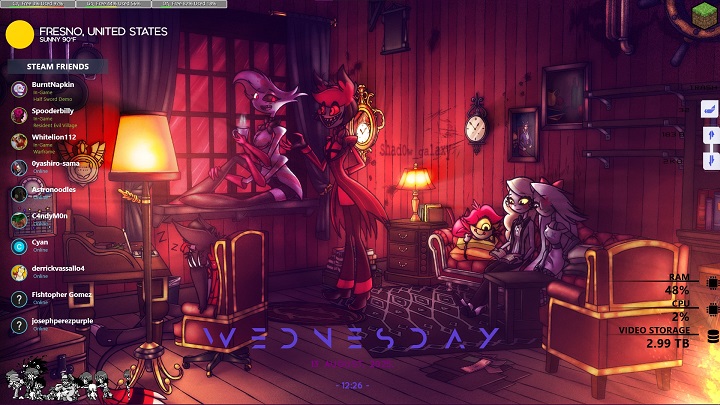 FRESNO, UNITED STATES
SUNNY 90°F
STEAM FRIENDS
BurntNapkin
In-Game
Half Sword Demo
Spooderbilly
In-Game
Resident Evil Village
Whitelion112
In-Game
Warframe
0yashiro-sama
Online
Astronoodles
Online
C4ndyM0n
Online
Cyan
Online
derrickvassallo4
Online
Fishtopher Gomez
Online
josephperezpurple
Online
Shadow_galaxy
RAM
48%
CPU
2%
VIDEO STORAGE
2.99 TB
WEDNESDAY
- 12:26 -